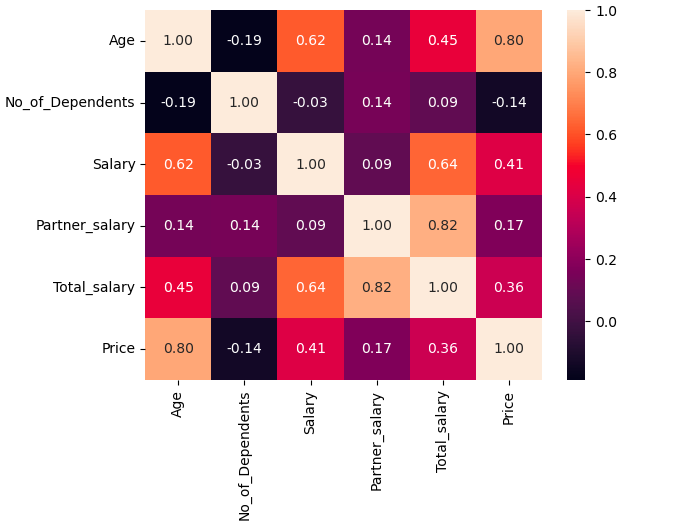 Age 1.00 -0.19 0.62 0.14 0.45 0.80
No_of_Dependents -0.19 1.00 -0.03 0.14 0.09 -0.14
Salary 0.62 -0.03 1.00 0.09 0.64 0.41
Partner_salary 0.14 0.14 0.09 1.00 0.82 0.17
Total_salary 0.45 0.09 0.64 0.82 1.00 0.36
Price 0.80 -0.14 0.41 0.17 0.36 1.00
Age
No_of_Dependents
Salary
Partner_salary
Total_salary
Price
1.0
0.8
0.6
0.4
0.2
0.0